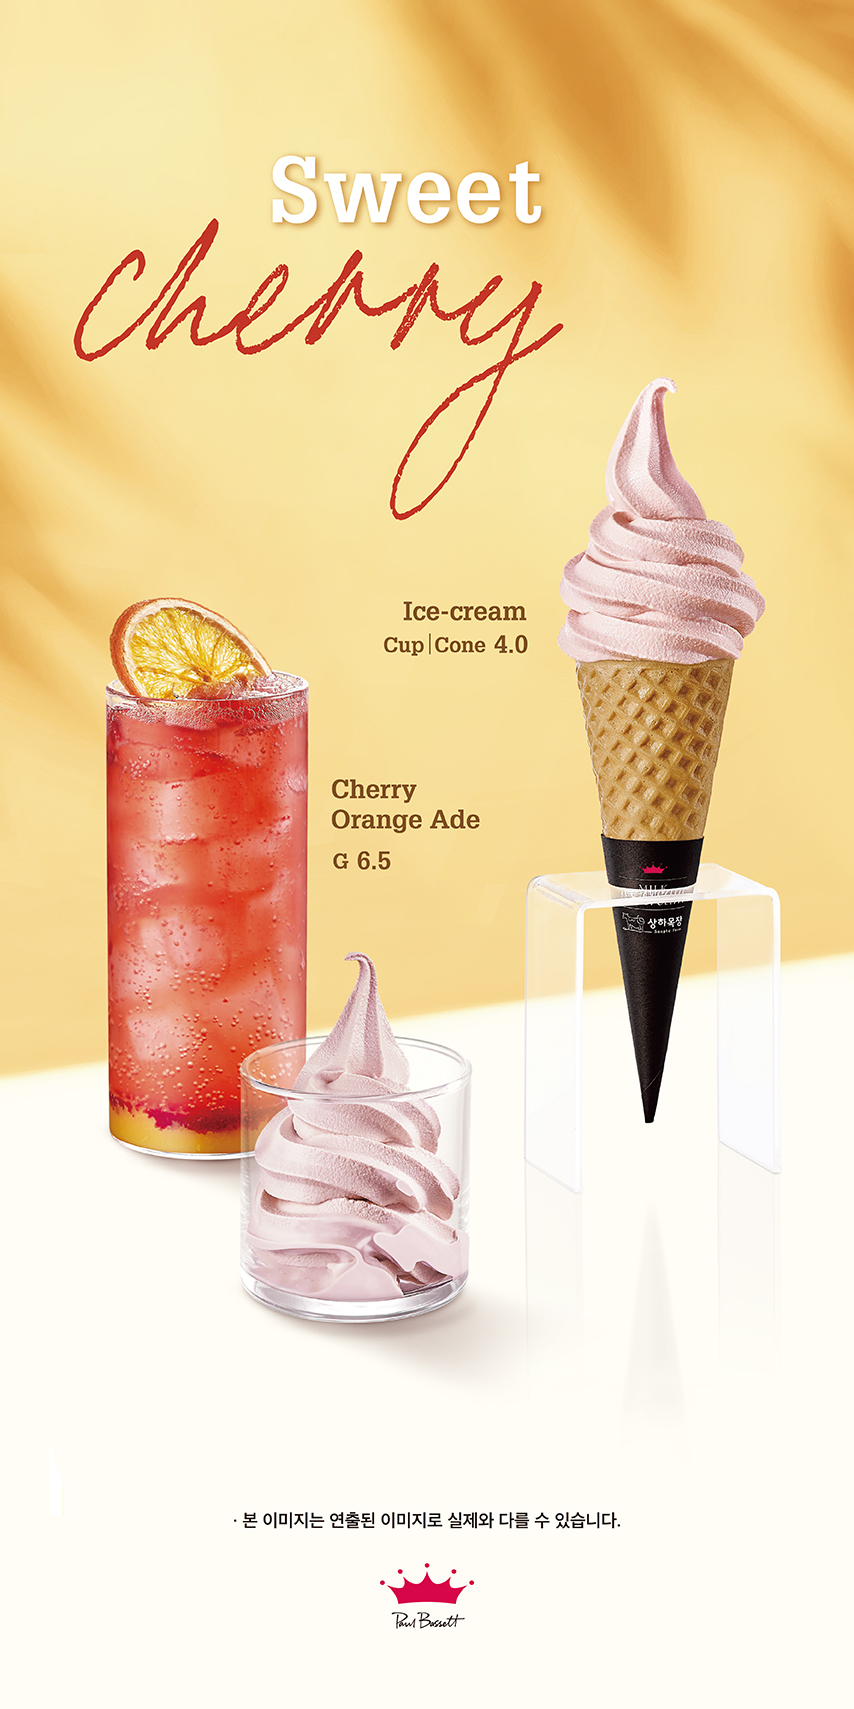 Sweet
Cherry
Ice-cream
Cup|Cone 4.0
Cherry
Orange Ade
G 6.5
MILK
상하목장
· 본 이미지는 연출된 이미지로 실제와 다를 수 있습니다.
Paul Bassett